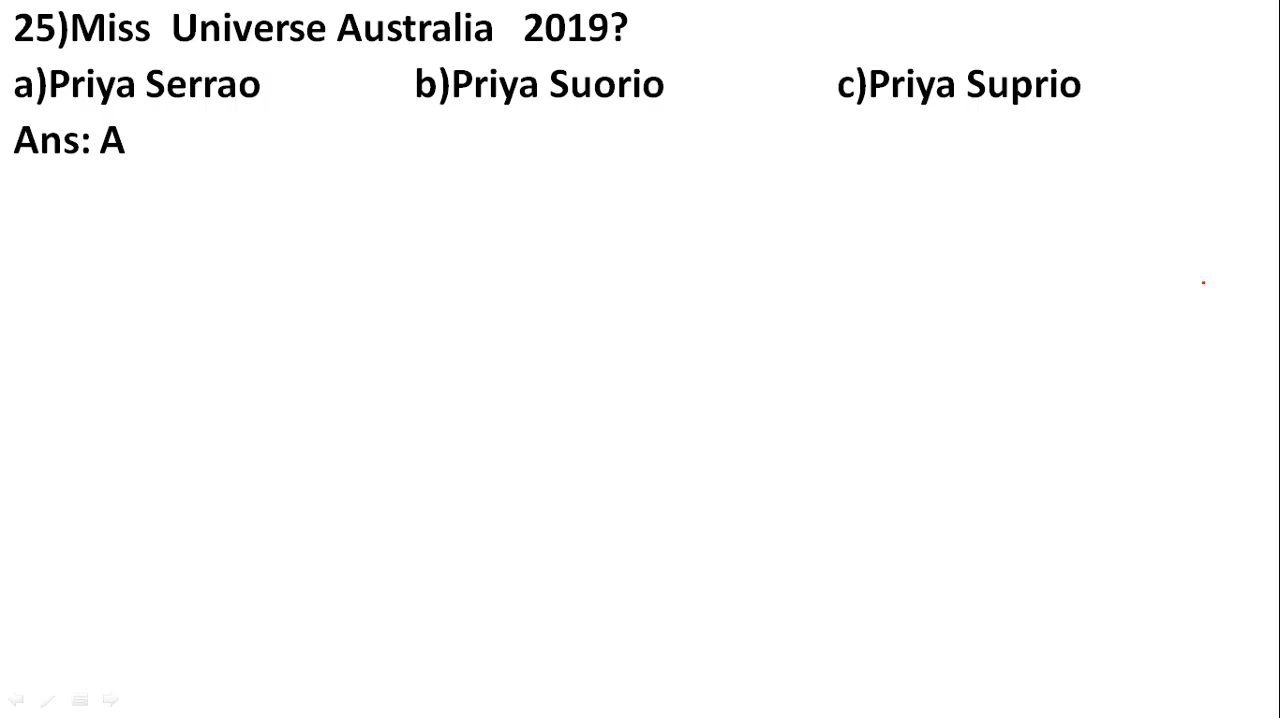 25)Miss  Universe Australia   2019?
a)Priya Serrao               b)Priya Suorio                 c)Priya Suprio
Ans: A